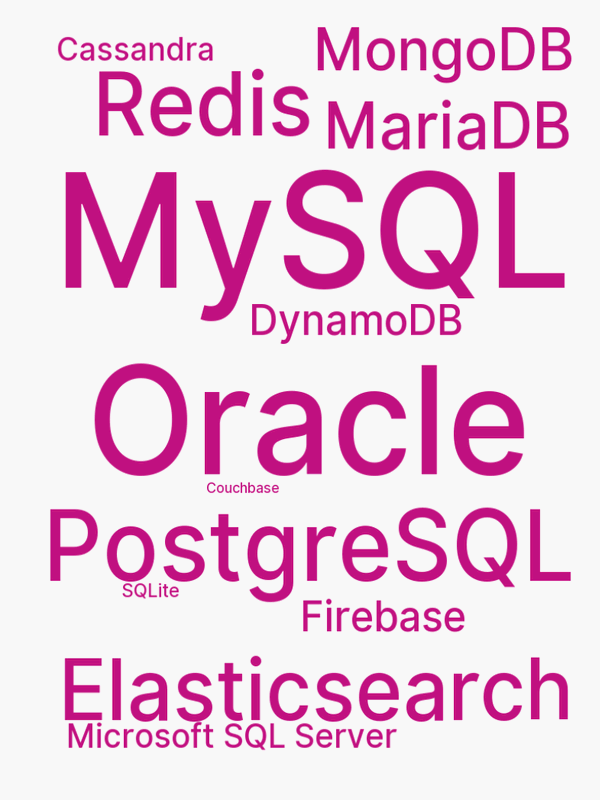 Cassandra
MongoDB
Redis
MariaDB
MySQL
DynamoDB
Oracle
Couchbase
PostgreSQL
SQLite
Firebase
Elasticsearch
Microsoft SQL Server